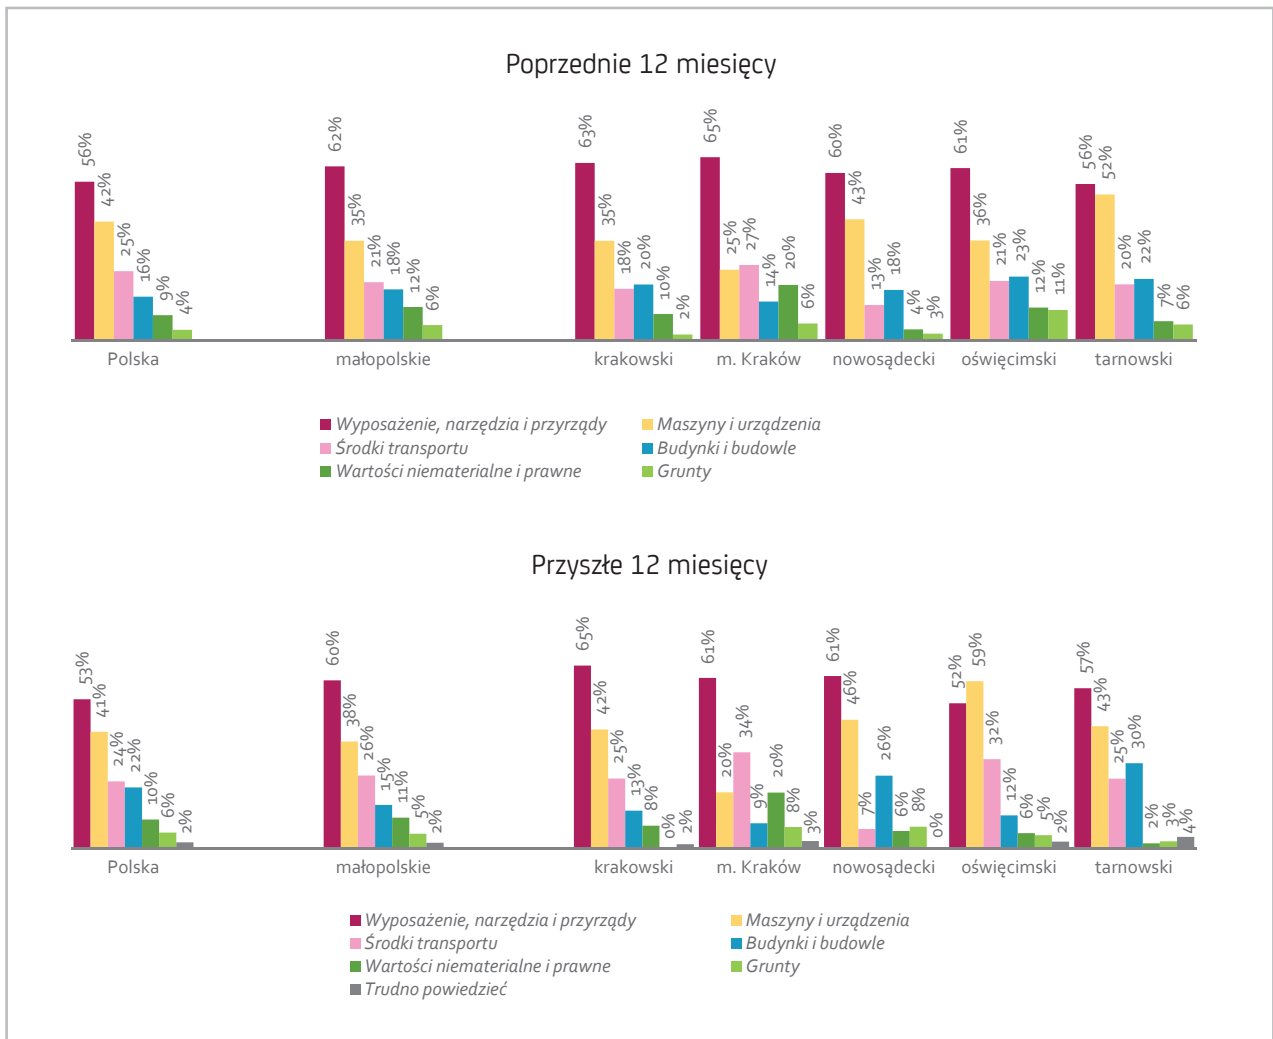 Poprzednie 12 miesięcy
56% 42% 25% 16% 9% 4%
62% 35% 21% 18% 12% 6%
63% 35% 18% 20% 10% 2%
65% 25% 27% 14% 20% 6%
60% 43% 13% 18% 4% 3%
61% 36% 21% 23% 12% 11%
56% 52% 20% 22% 7% 6%
Polska małopolskie krakowski m. Kraków nowosądecki oświęcimski tarnowski
Wyposażenie, narzędzia i przyrządy Maszyny i urządzenia
Środki transportu Budynki i budowle
Wartości niematerialne i prawne Grunty
Przyszłe 12 miesięcy
53% 41% 24% 22% 10% 6% 2%
60% 38% 26% 15% 11% 5% 2%
65% 42% 25% 13% 8% 0% 2%
61% 20% 34% 9% 20% 8% 3%
61% 46% 7% 26% 6% 8% 0%
52% 59% 32% 12% 6% 5% 2%
57% 43% 25% 30% 2% 3% 4%
Polska małopolskie krakowski m. Kraków nowosądecki oświęcimski tarnowski
Wyposażenie, narzędzia i przyrządy Maszyny i urządzenia
Środki transportu Budynki i budowle
Wartości niematerialne i prawne Grunty
Trudno powiedzieć